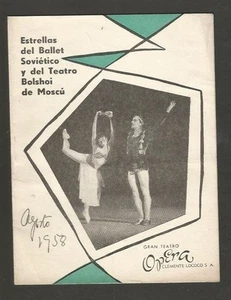 Estrellas
del Ballet
Soviético
y del Teatro
Bolshoi
de Moscú
Agosto
1958
GRAN TEATRO
Opera
CLEMENTE LOCOCO S. A.